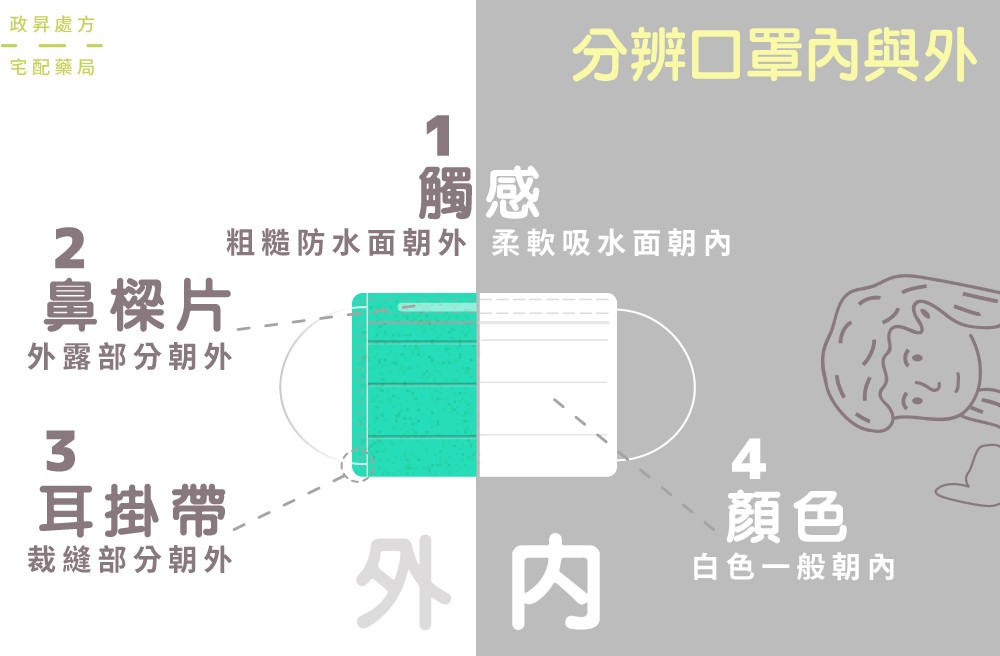 政昇處方
宅配藥局
分辨口罩內與外
1
觸感
粗糙防水面朝外 柔軟吸水面朝內
2
鼻樑片
外露部分朝外
3
耳掛帶
裁縫部分朝外
4
顏色
白色一般朝內
外 內